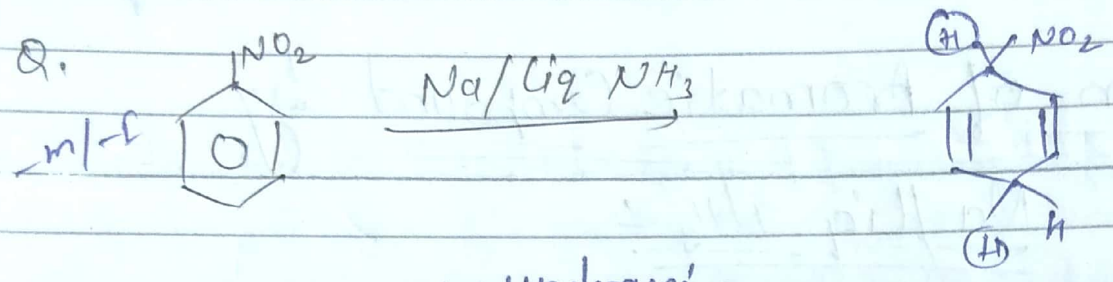 Q.
NO2
-m/-I
Na/Liq NH3
(H) NO2
(H) H